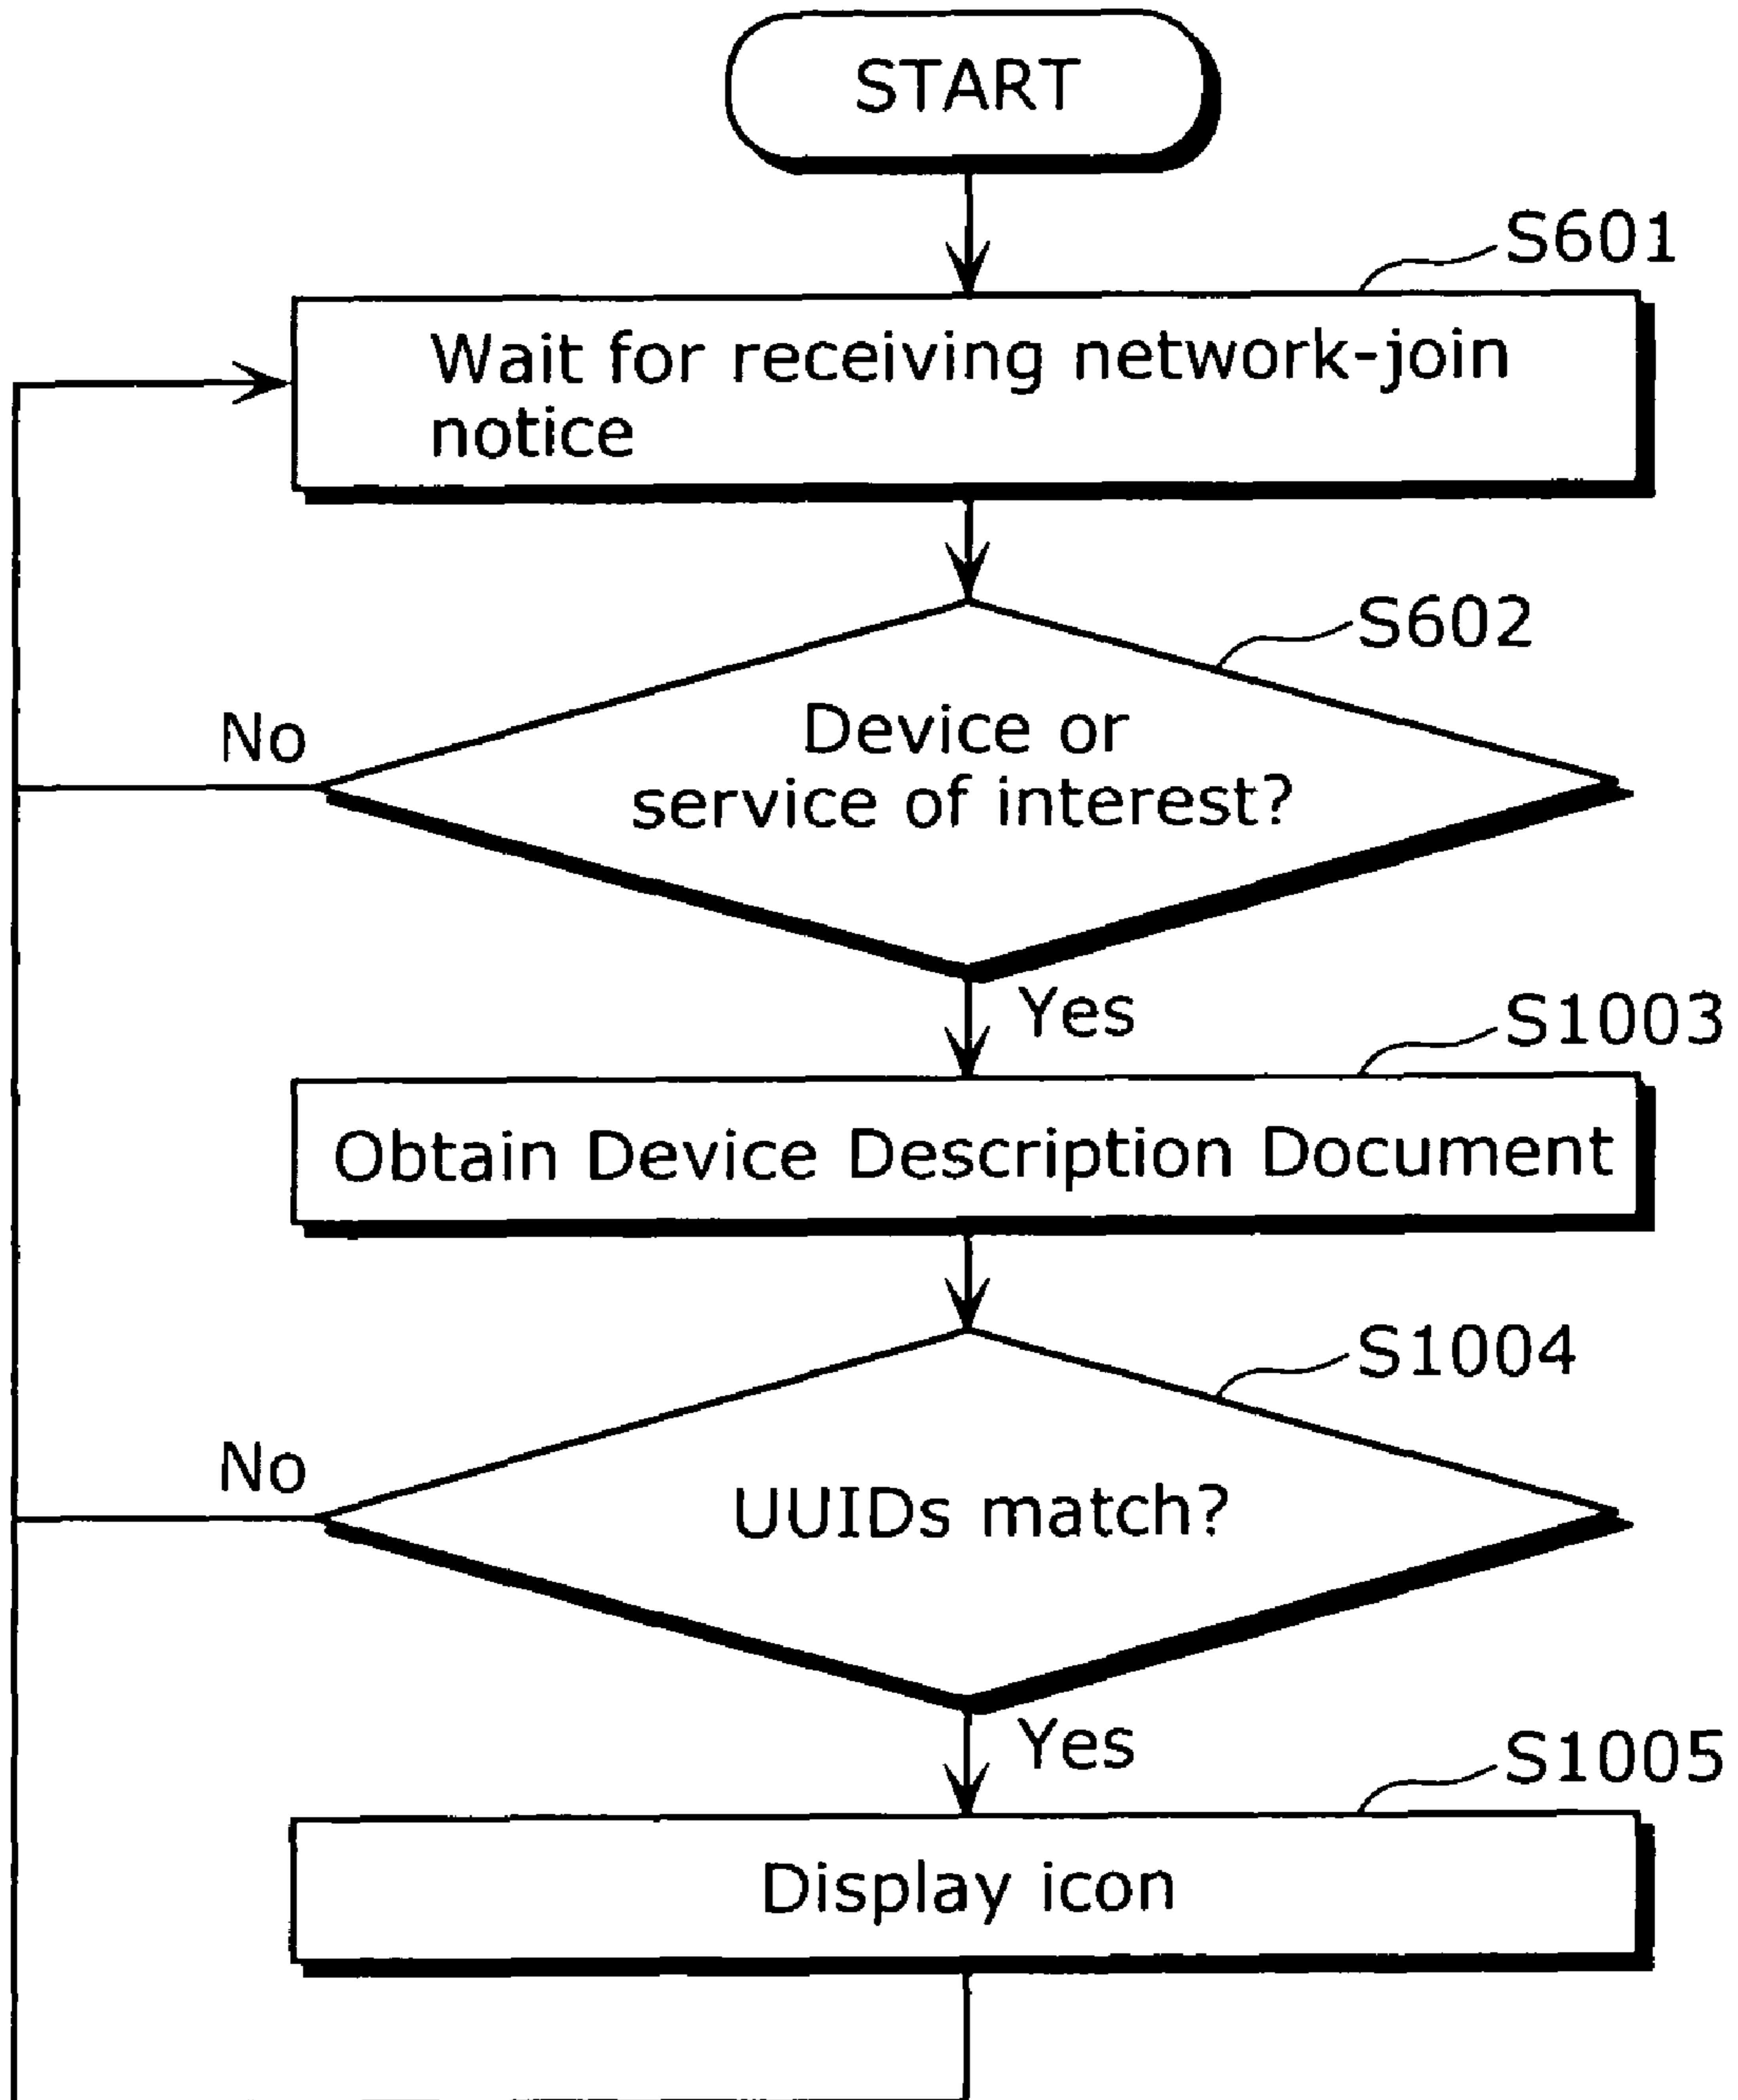 START
S601
Wait for receiving network-join
notice
S602
No
Device or
service of interest?
Yes
S1003
Obtain Device Description Document
S1004
No
UUIDs match?
Yes
S1005
Display icon